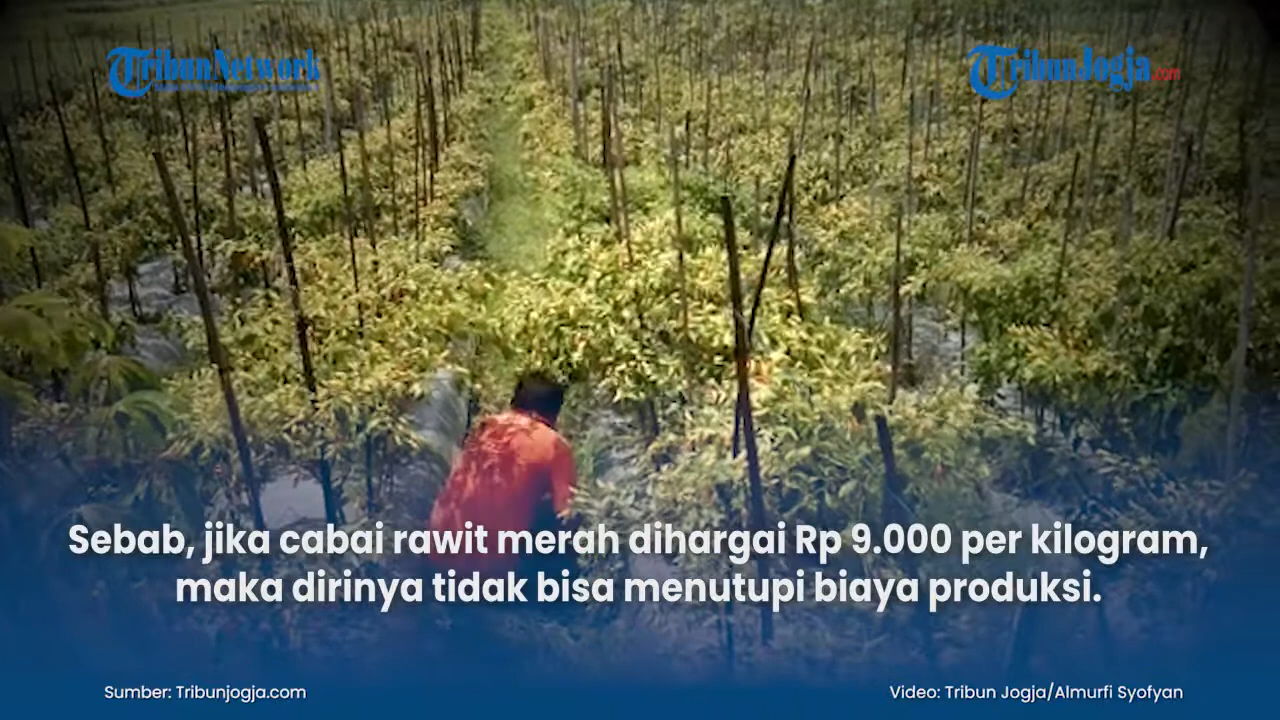 TribunNetwork
TribunJogja.com
Sebab, jika cabai rawit merah dihargai Rp 9.000 per kilogram,
maka dirinya tidak bisa menutupi biaya produksi.
Sumber: Tribunjogja.com
Video: Tribun Jogja/Almurfi Syofyan